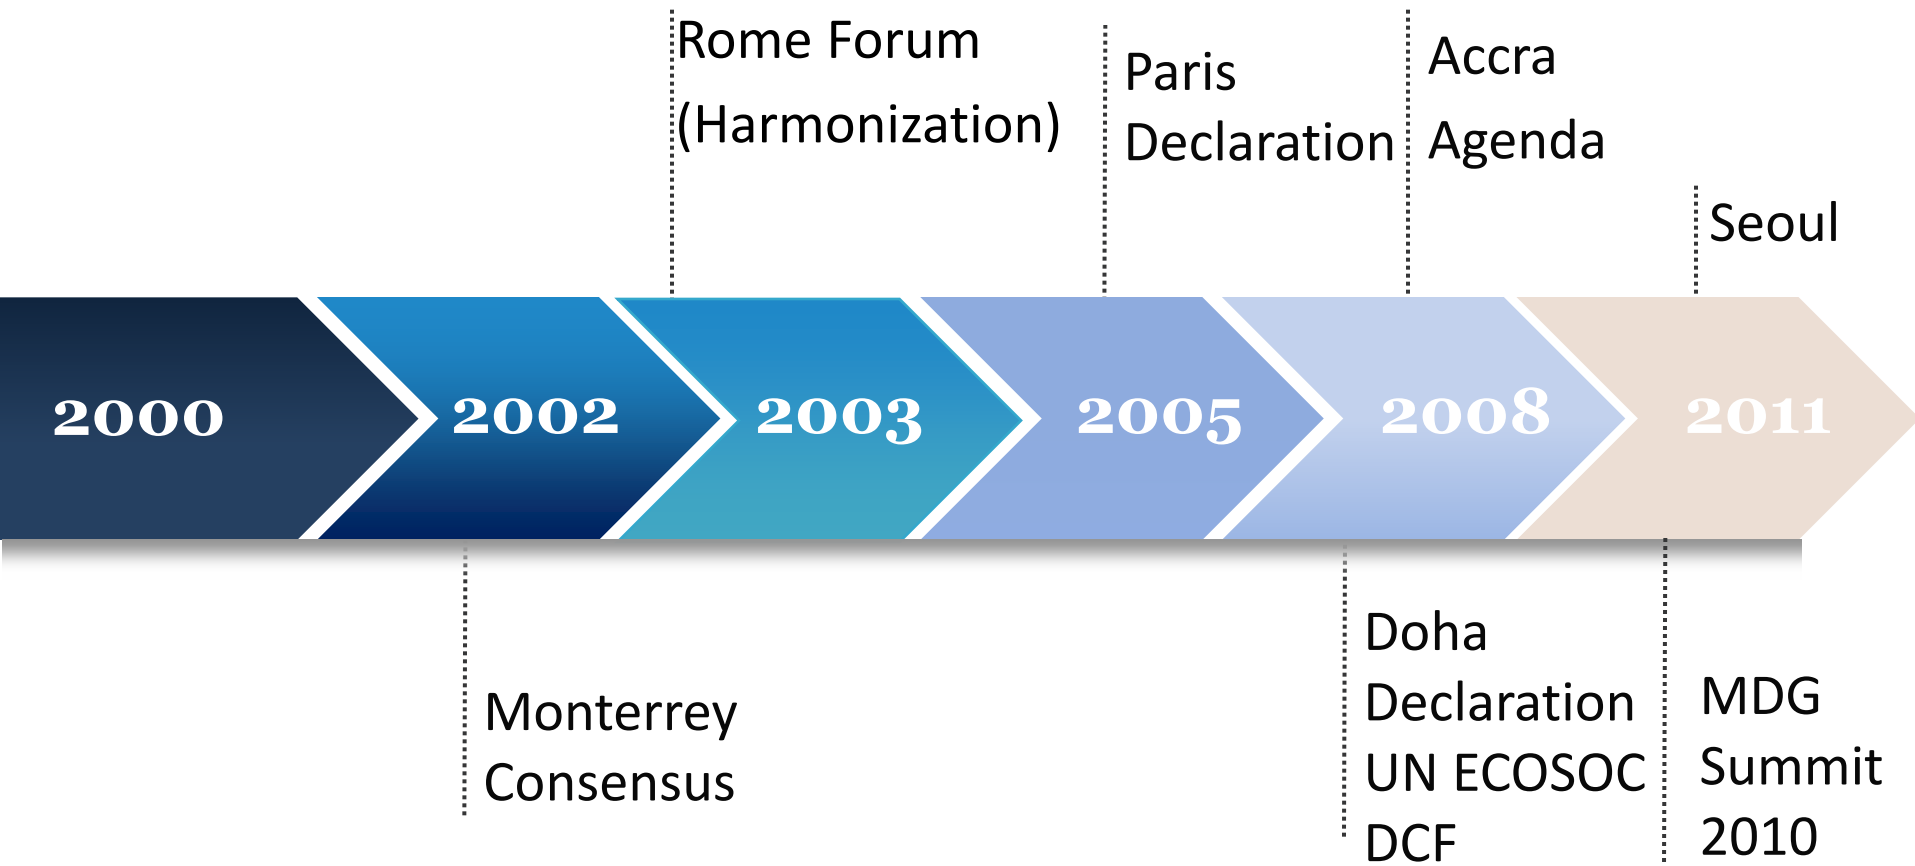 Rome Forum
(Harmonization)
Paris
Declaration
Accra
Agenda
Seoul
2000
2002
2003
2005
2008
2011
Monterrey
Consensus
Doha
Declaration
UN ECOSOC
DCF
MDG
Summit
2010